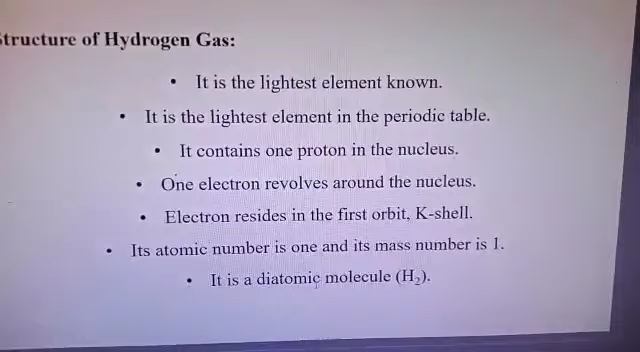 tructure of Hydrogen Gas:
• It is the lightest element known.
• It is the lightest element in the periodic table.
• It contains one proton in the nucleus.
• One electron revolves around the nucleus.
• Electron resides in the first orbit, K-shell.
• Its atomic number is one and its mass number is 1.
• It is a diatomic molecule (H₂).